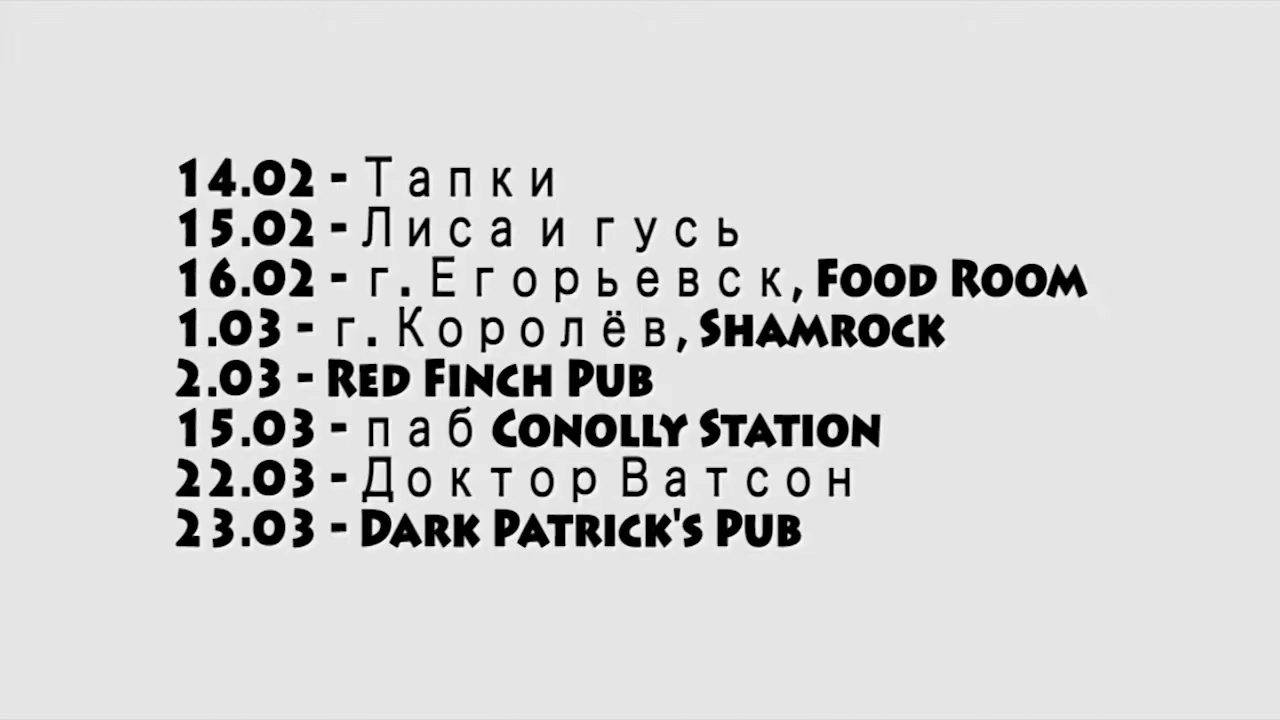 14.02 - Тапки
15.02 - Лиса и гусь
16.02 - г. Егорьевск, Food Room
1.03 - г. Королёв, Shamrock
2.03 - Red Finch Pub
15.03 - паб Conolly Station
22.03 - Доктор Ватсон
23.03 - Dark Patrick's Pub